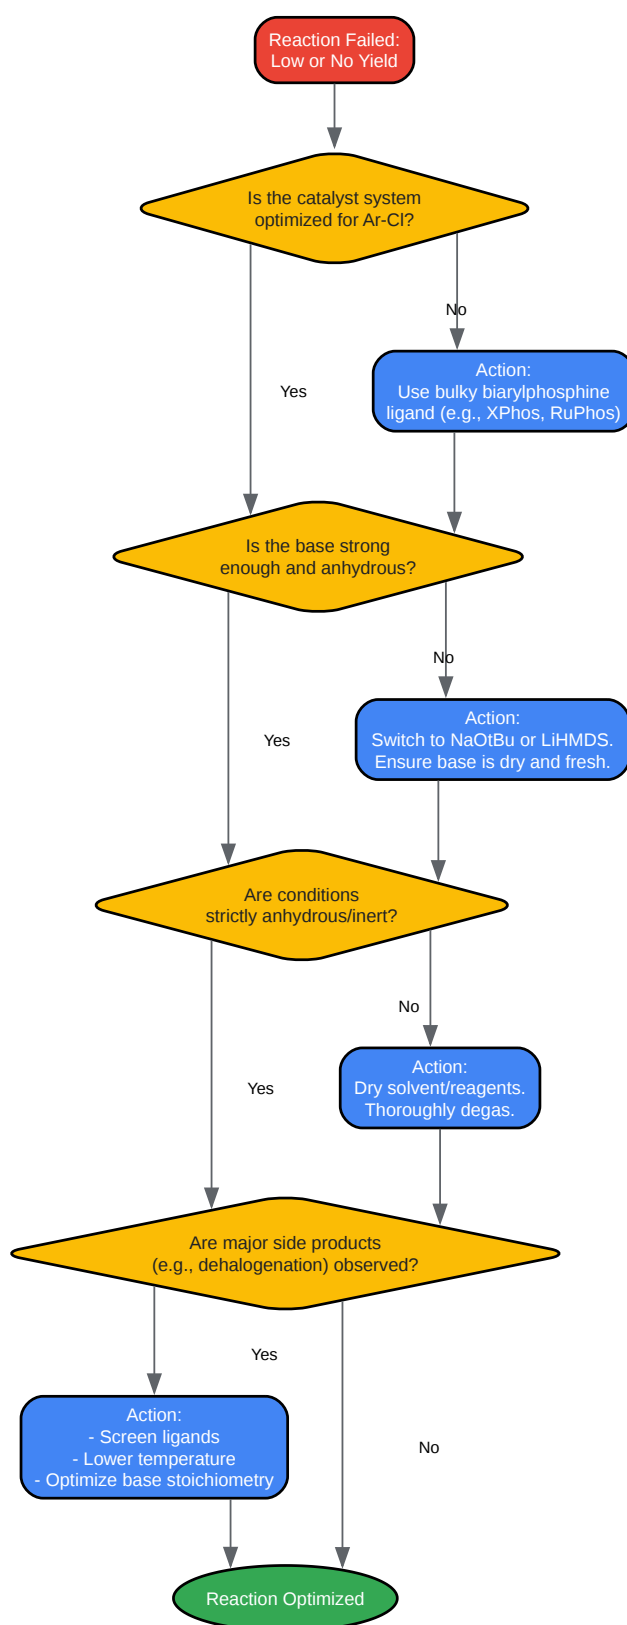 Reaction Failed:
Low or No Yield
Is the catalyst system
optimized for Ar-Cl?
No
Action:
Use bulky biarylphosphine
ligand (e.g., XPhos, RuPhos)
Yes
Is the base strong
enough and anhydrous?
No
Action:
Switch to NaOtBu or LiHMDS.
Ensure base is dry and fresh.
Yes
Are conditions
strictly anhydrous/inert?
No
Action:
Dry solvent/reagents.
Thoroughly degas.
Yes
Are major side products
(e.g., dehalogenation) observed?
Yes
Action:
- Screen ligands
- Lower temperature
- Optimize base stoichiometry
No
Reaction Optimized